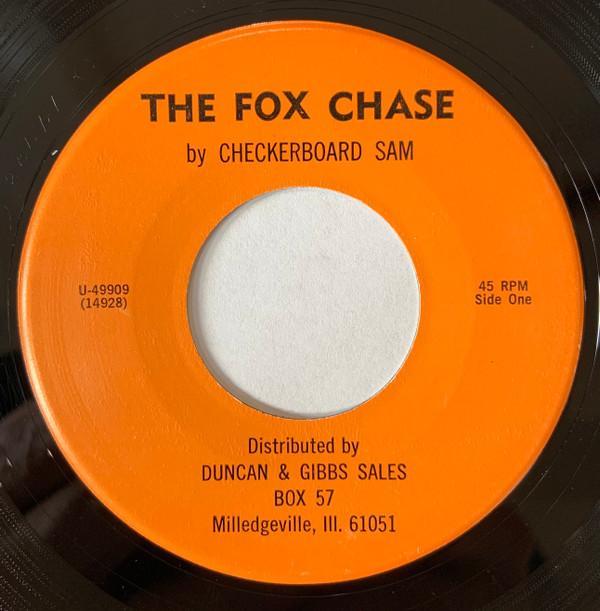 THE FOX CHASE
by CHECKERBOARD SAM
U-49909
(14928)
45 RPM
Side One
Distributed by
DUNCAN & GIBBS SALES
BOX 57
Milledgeville, Ill. 61051